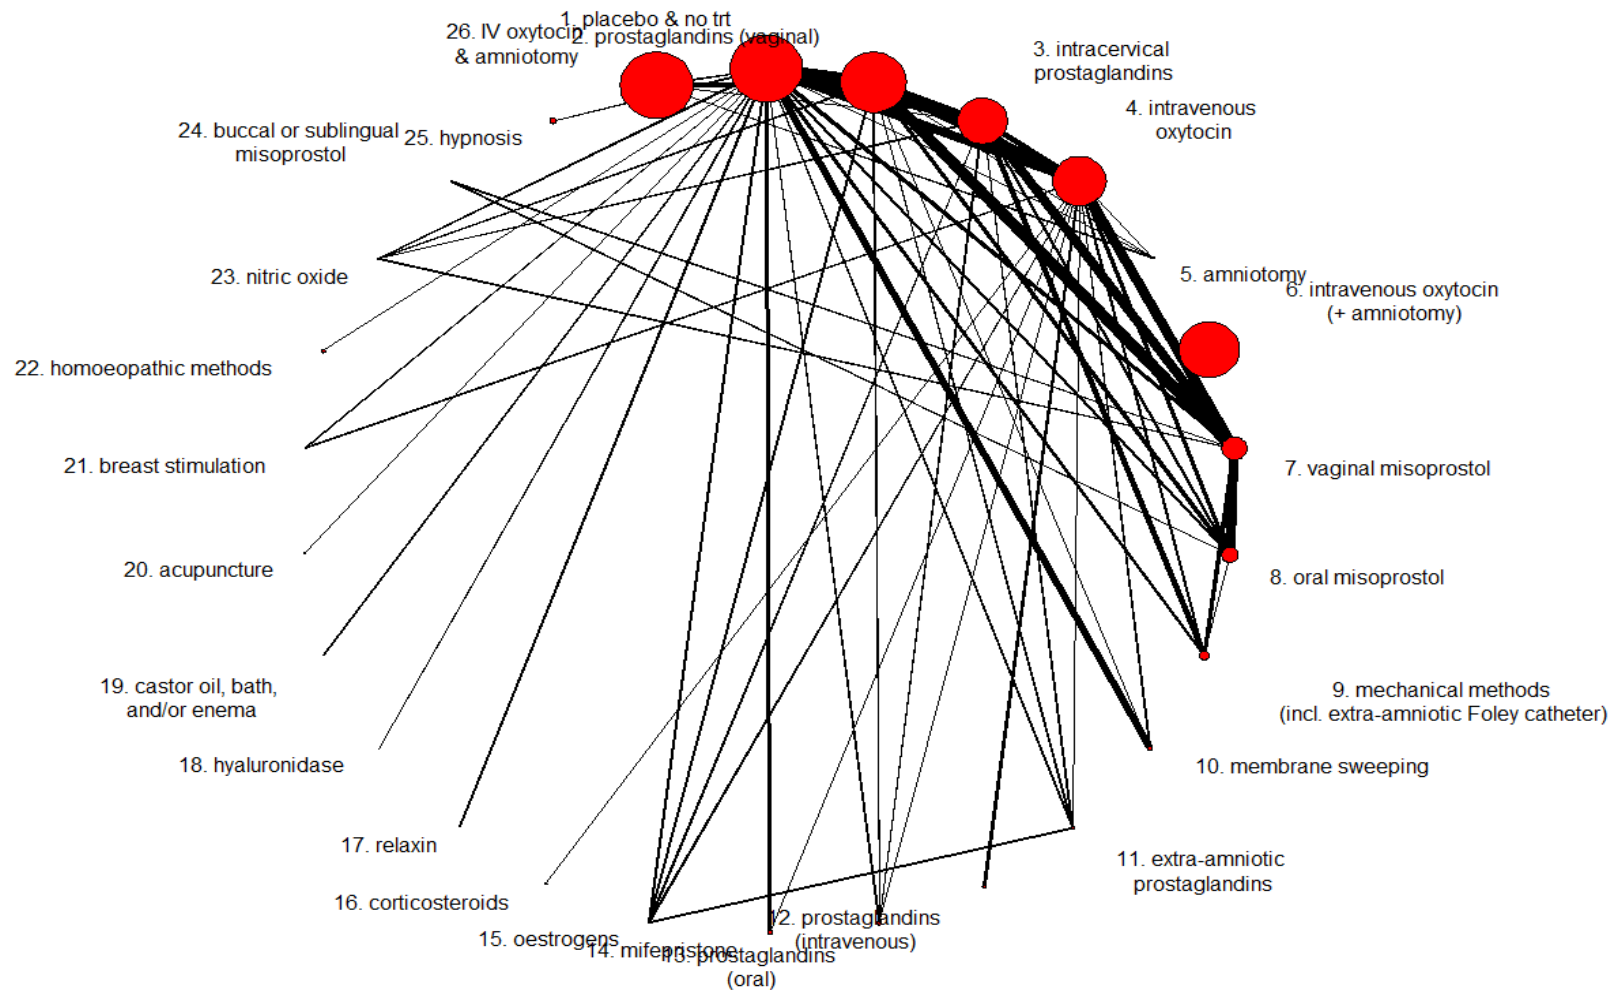 1. placebo & no trt
2. prostaglandins (vaginal)
3. intracervical
prostaglandins
4. intravenous
oxytocin
5. amniotomy
6. intravenous oxytocin
(+ amniotomy)
7. vaginal misoprostol
8. oral misoprostol
9. mechanical methods
(incl. extra-amniotic Foley catheter)
10. membrane sweeping
11. extra-amniotic
prostaglandins
12. prostaglandins
(intravenous)
13. prostaglandins
(oral)
14. mifepristone
15. oestrogens
16. corticosteroids
17. relaxin
18. hyaluronidase
19. castor oil, bath,
and/or enema
20. acupuncture
21. breast stimulation
22. homoeopathic methods
23. nitric oxide
24. buccal or sublingual
misoprostol
25. hypnosis
26. IV oxytocin
& amniotomy